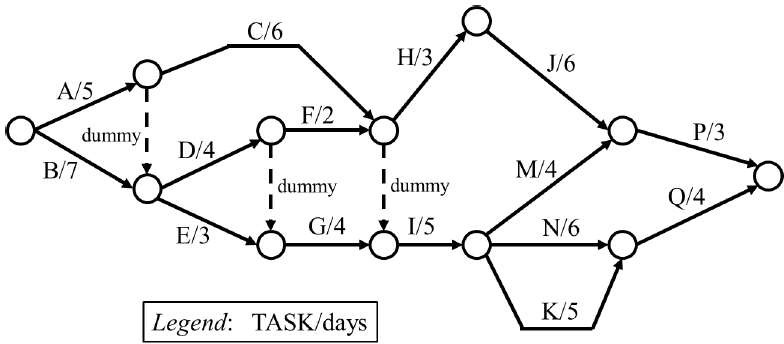 C/6
H/3
J/6
A/5
F/2
dummy
P/3
B/7
D/4
M/4
dummy
dummy
Q/4
E/3
G/4
I/5
N/6
K/5
Legend: TASK/days